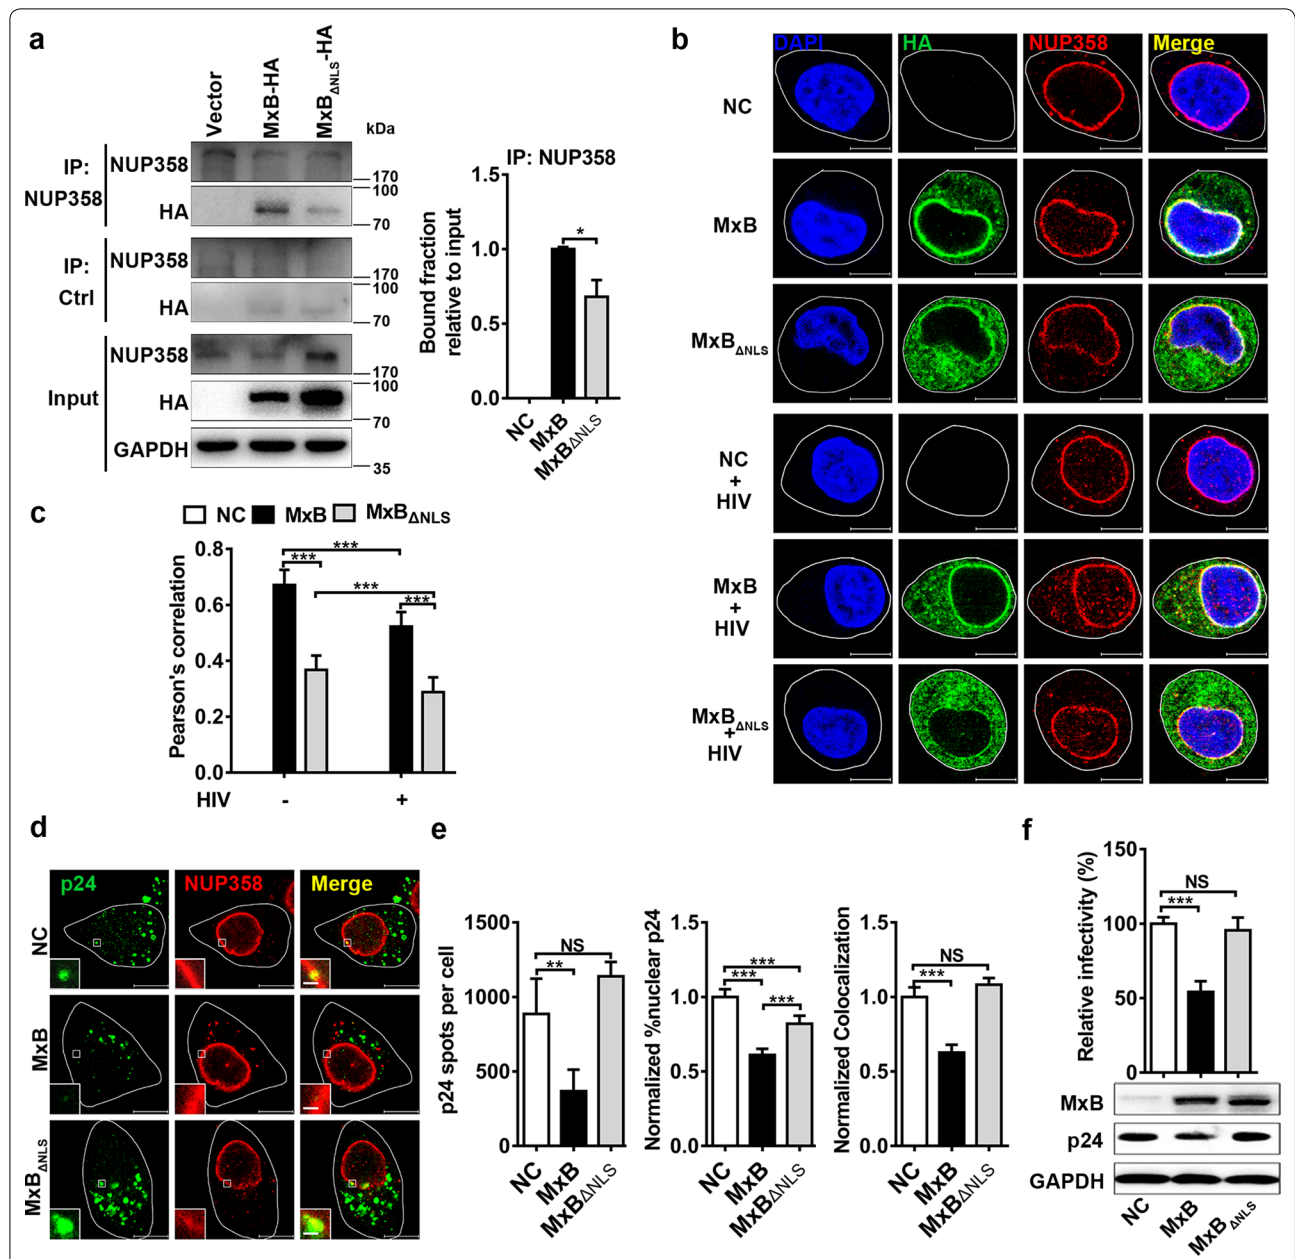 a
Vector
MxB-HA
MxBΔNLS-HA
kDa
IP:
NUP358
NUP358
170
100
HA
70
IP:
Ctrl
NUP358
170
100
HA
70
Input
NUP358
170
100
HA
70
GAPDH
35
IP: NUP358
Bound fraction
relative to input
1.5
1.0
0.5
0.0
*
NC
MxB
MxBΔNLS
b
DAPI
HA
NUP358
Merge
NC
MxB
MxBΔNLS
NC
+
HIV
MxB
+
HIV
MxBΔNLS
+
HIV
c
NC
MxB
MxBΔNLS
Pearson's correlation
0.8
0.6
0.4
0.2
0.0
***
***
***
***
HIV
-
+
d
p24
NUP358
Merge
NC
MxB
MxBΔNLS
e
p24 spots per cell
1500
1000
500
0
NS
**
NC
MxB
MxBΔNLS
Normalized %nuclear p24
1.5
1.0
0.5
0.0
***
***
***
NC
MxB
MxBΔNLS
Normalized Colocalization
1.5
1.0
0.5
0.0
NS
***
NC
MxB
MxBΔNLS
f
Relative infectivity (%)
150
100
50
0
NS
***
MxB
p24
GAPDH
NC
MxB
MxBΔNLS